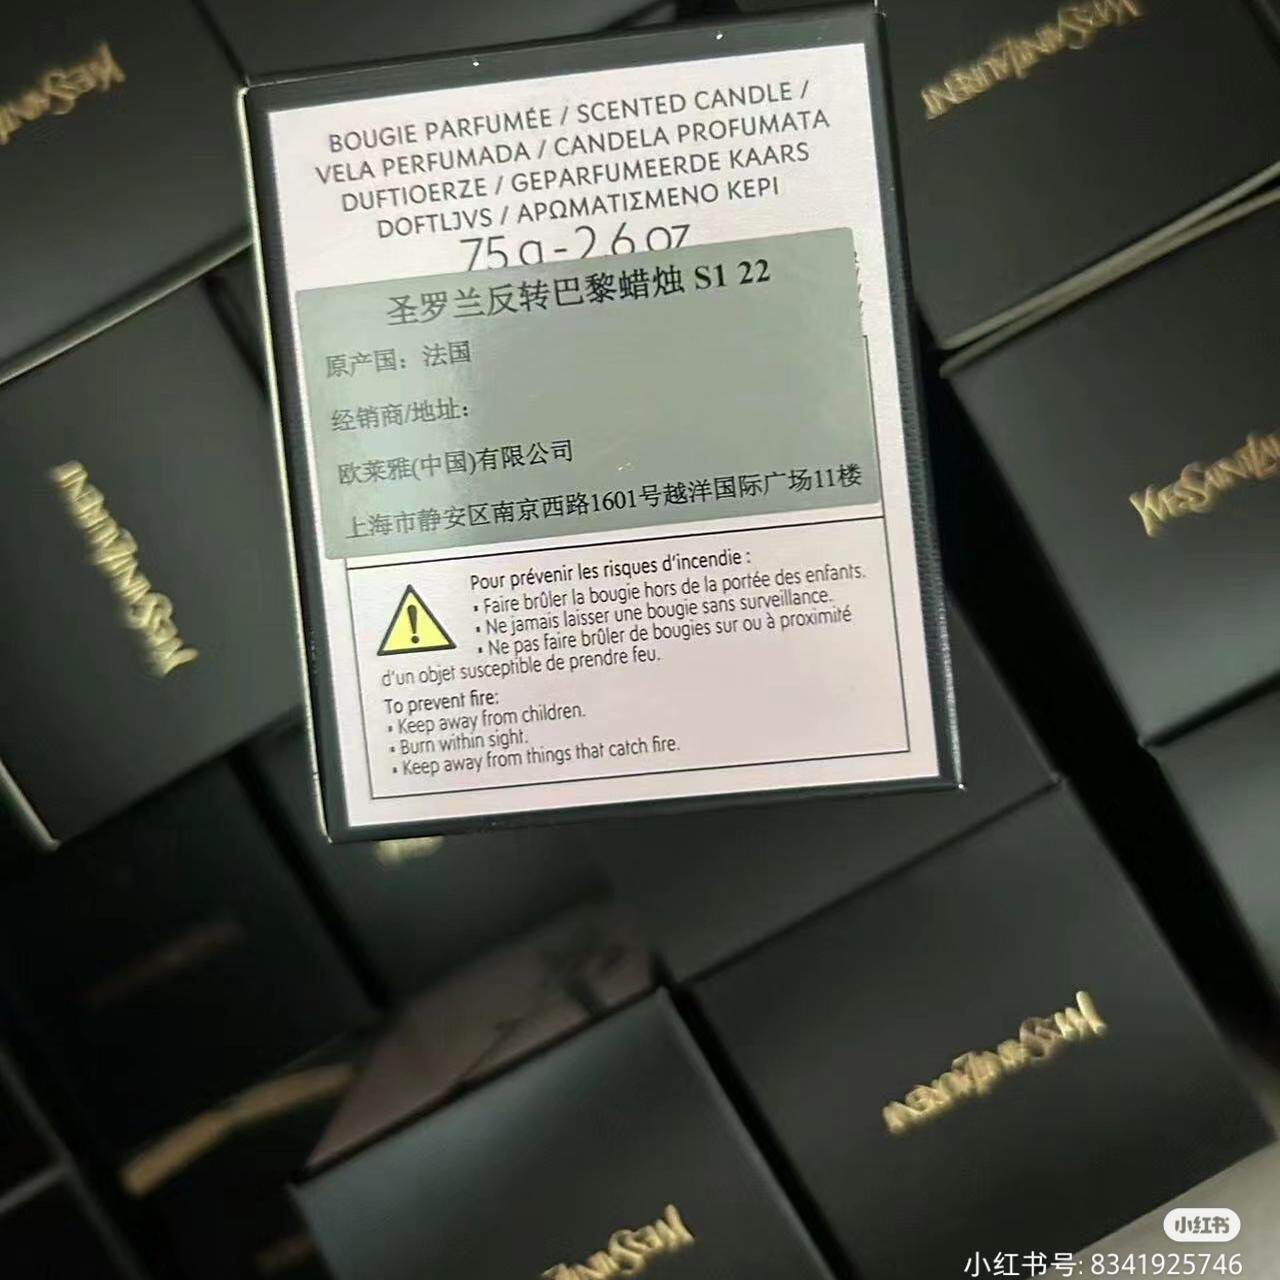 BOUGIE PARFUMÉE / SCENTED CANDLE /
VELA PERFUMADA / CANDELA PROFUMATA
DUFTIOERZE / GEPARFUMEERDE KAARS
DOFTLJVS / ΑΡΩΜΑΤΙΣΜΕΝΟ ΚΕΡΙ
75 g - 2.6 oz
圣罗兰反转巴黎蜡烛 S1 22
原产国：法国
经销商/地址：
欧莱雅(中国)有限公司
上海市静安区南京西路1601号越洋国际广场11楼
Pour prévenir les risques d'incendie :
• Faire brûler la bougie hors de la portée des enfants.
• Ne jamais laisser une bougie sans surveillance.
• Ne pas faire brûler de bougies sur ou à proximité
d'un objet susceptible de prendre feu.
To prevent fire:
• Keep away from children.
• Burn within sight.
• Keep away from things that catch fire.
YVESSAINTLAURENT
YVESSAINTLAURENT
YVESSAINTLAURENT
YVESSAINTLAURENT
小红书
小红书号: 8341925746